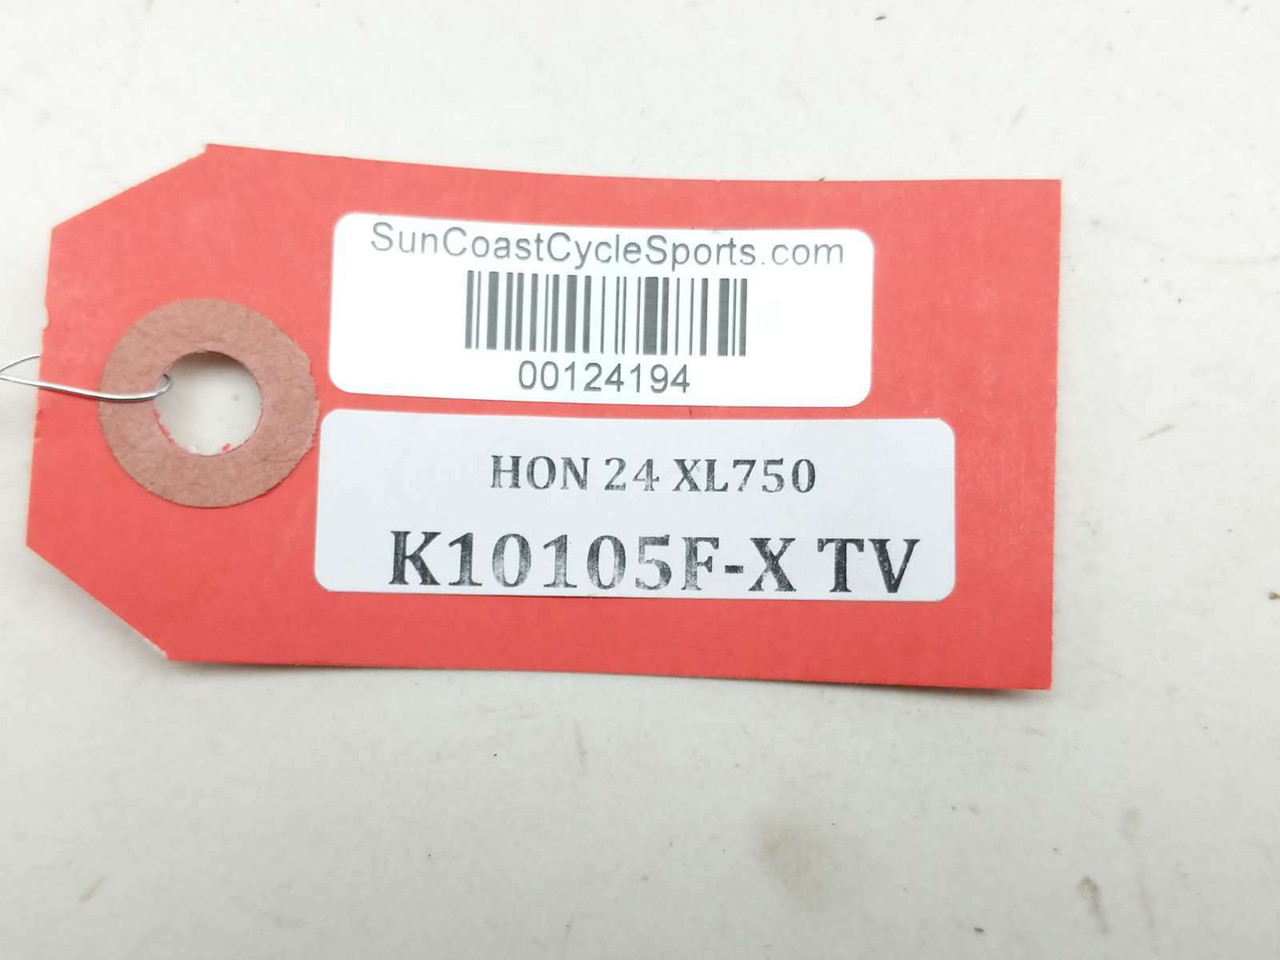 SunCoastCycleSports.com
00124194
HON 24 XL750
K10105F-X TV